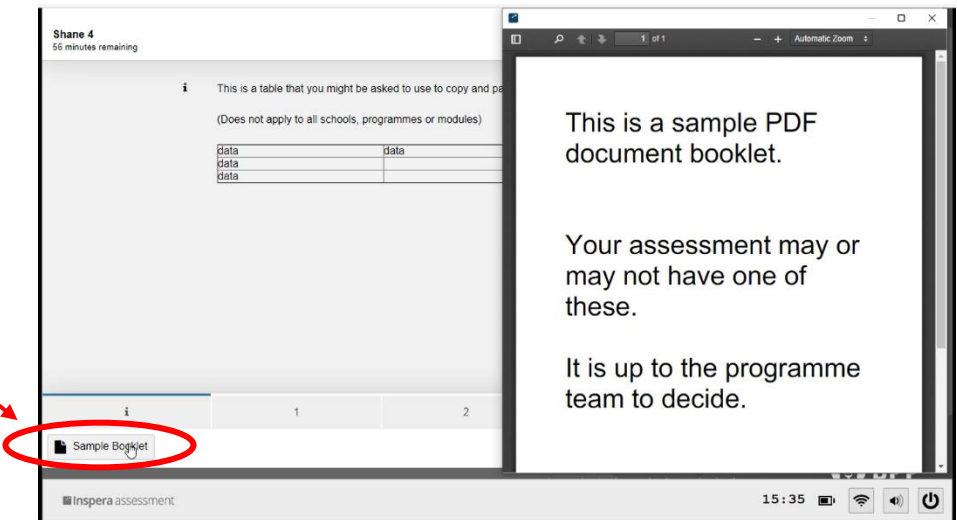 Shane 4
56 minutes remaining
1 of 1
Automatic Zoom
i
This is a table that you might be asked to use to copy and pa
(Does not apply to all schools, programmes or modules)
data data
data
data
This is a sample PDF
document booklet.
Your assessment may or
may not have one of
these.
It is up to the programme
team to decide.
i 1 2
Sample Booklet
Inspera assessment
15:35